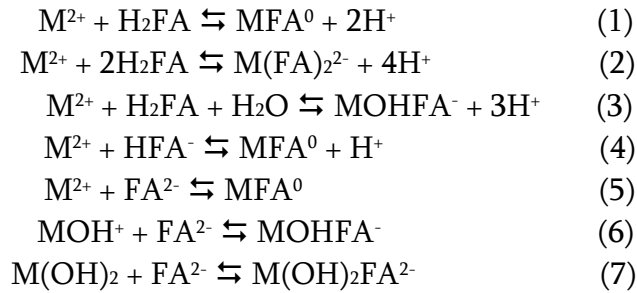 M²⁺ + H₂FA ⇆ MFA⁰ + 2H⁺ (1)
M²⁺ + 2H₂FA ⇆ M(FA)₂²⁻ + 4H⁺ (2)
M²⁺ + H₂FA + H₂O ⇆ MOHFA⁻ + 3H⁺ (3)
M²⁺ + HFA⁻ ⇆ MFA⁰ + H⁺ (4)
M²⁺ + FA²⁻ ⇆ MFA⁰ (5)
MOH⁺ + FA²⁻ ⇆ MOHFA⁻ (6)
M(OH)₂ + FA²⁻ ⇆ M(OH)₂FA²⁻ (7)